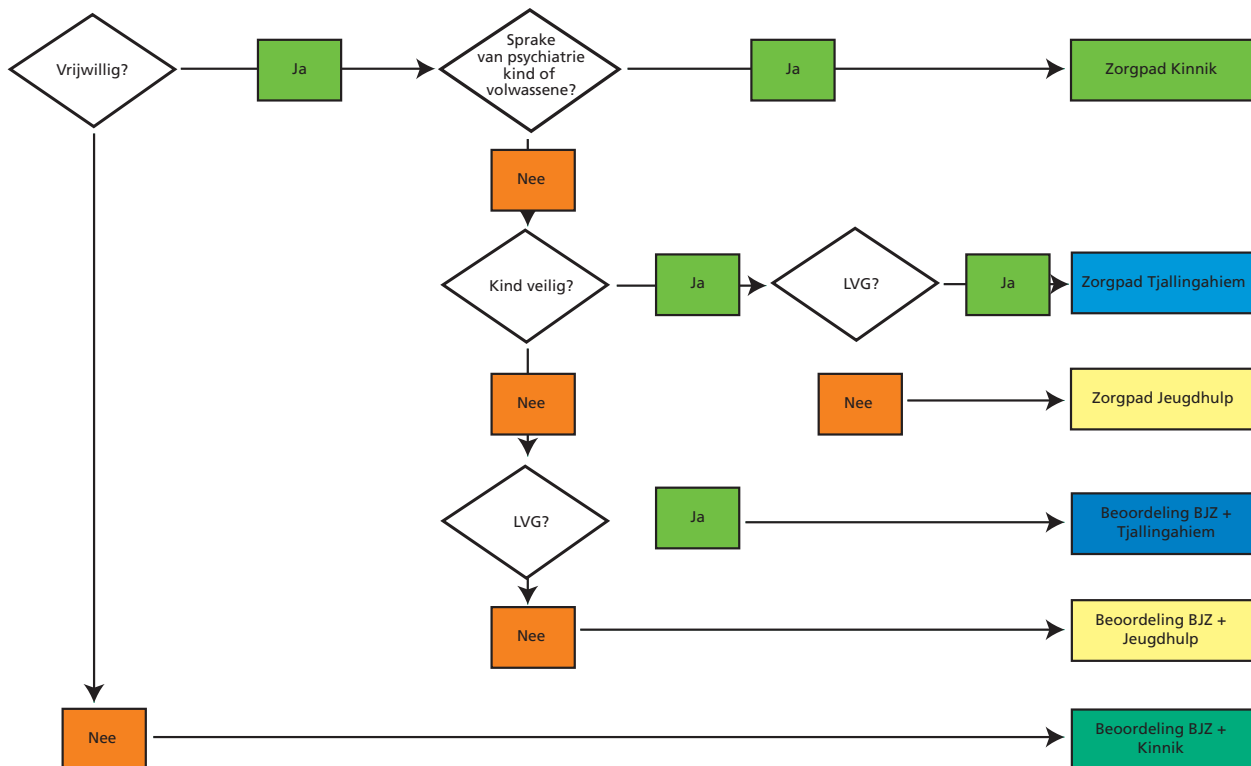 Vrijwillig?
Ja
Sprake
van psychiatrie
kind of
volwassene?
Ja
Zorgpad Kinnik
Nee
Kind veilig?
Ja
LVG?
Ja
Zorgpad Tjallingahiem
Nee
Nee
Zorgpad Jeugdhulp
LVG?
Ja
Beoordeling BJZ +
Tjallingahiem
Nee
Beoordeling BJZ +
Jeugdhulp
Nee
Beoordeling BJZ +
Kinnik